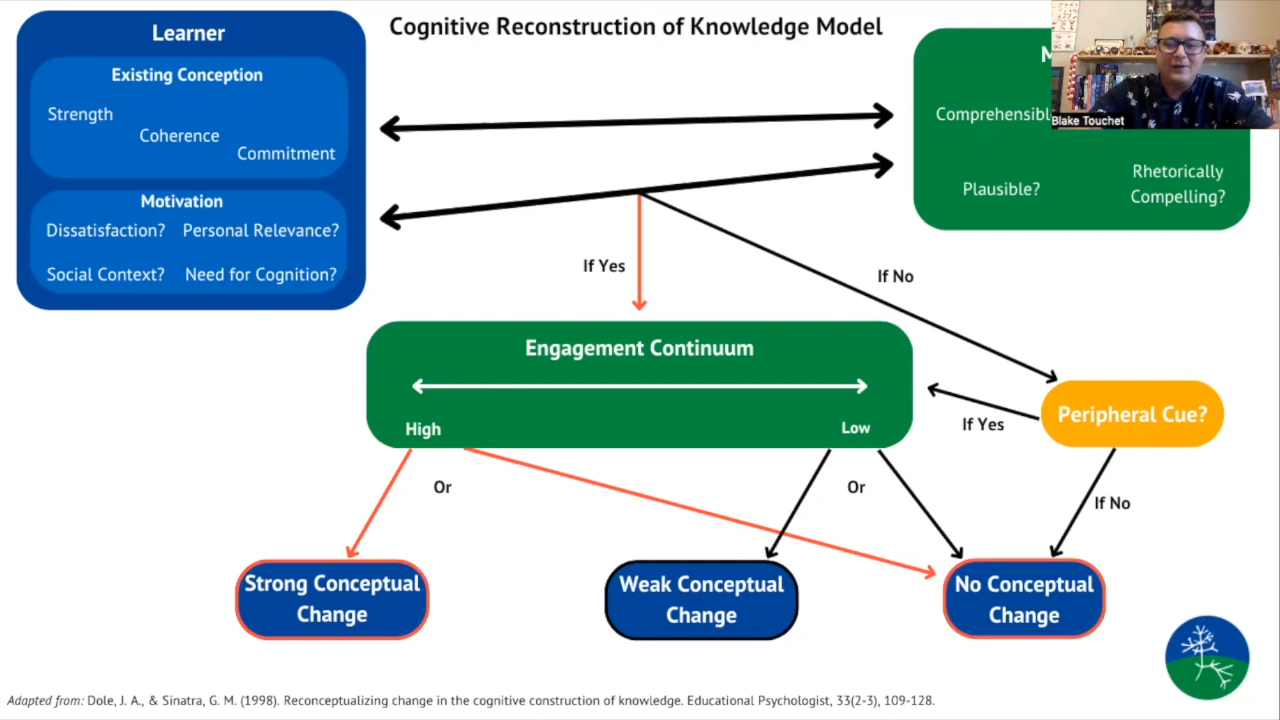 Cognitive Reconstruction of Knowledge Model
Learner
Existing Conception
Strength
Coherence
Commitment
Motivation
Dissatisfaction? Personal Relevance?
Social Context? Need for Cognition?
Plausible?
Rhetorically
Compelling?
Blake Touchet
If Yes
If No
Engagement Continuum
High
Low
If Yes
Peripheral Cue?
Or
Or
If No
Strong Conceptual
Change
Weak Conceptual
Change
No Conceptual
Change
Adapted from: Dole, J. A., & Sinatra, G. M. (1998). Reconceptualizing change in the cognitive construction of knowledge. Educational Psychologist, 33(2-3), 109-128.